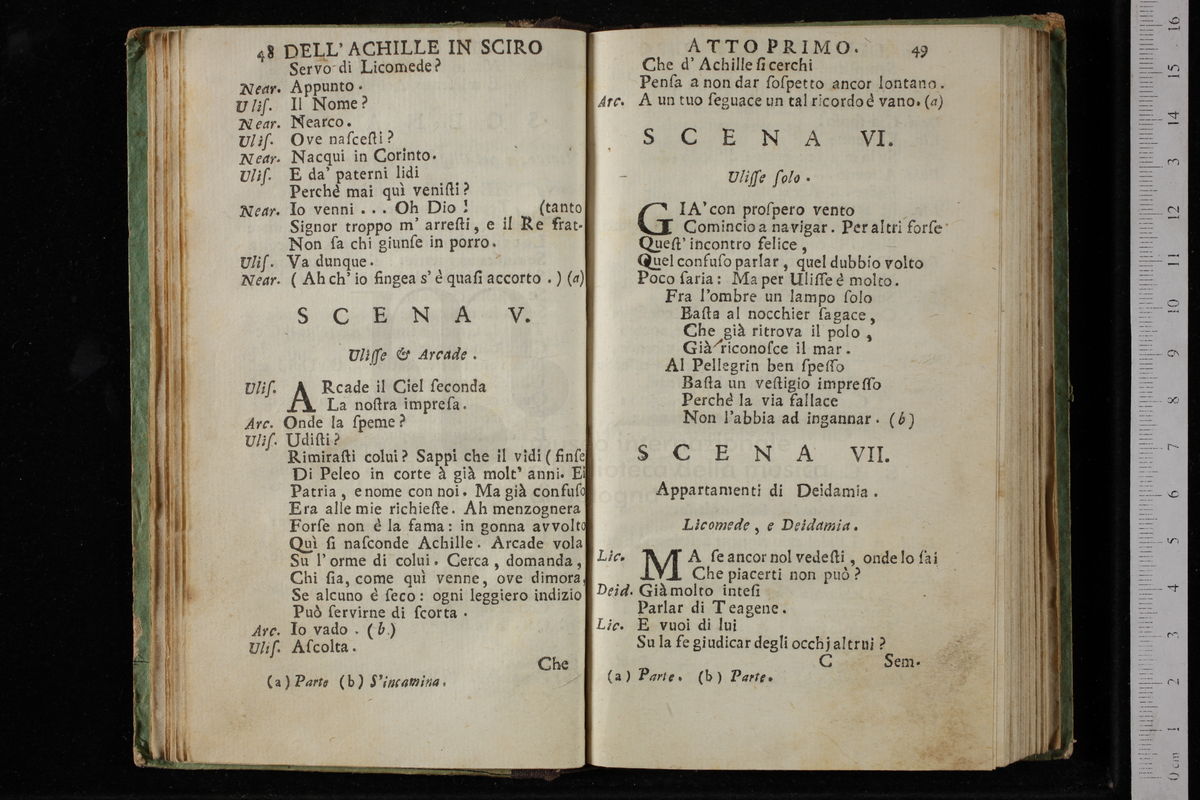 48 DELL' ACHILLE IN SCIRO
Servo di Licomede?
Near. Appunto.
Uliſ. Il Nome?
Near. Nearco.
Uliſ. Ove naſceſti?
Near. Nacqui in Corinto.
Uliſ. E da' paterni lidi
Perchè mai quì veniſti?
Near. Io venni ... Oh Dio! (tanto
Signor troppo m' arreſti, e il Re frat-
Non ſa chi giunſe in porro.
Uliſ. Va dunque.
Near. (Ah ch' io fingea s' è quaſi accorto.) (a)
SCENA V.
Uliſſe & Arcade.
Uliſ. ARcade il Ciel ſeconda
La noſtra impreſa.
Arc. Onde la ſpeme?
Uliſ. Udiſti?
Rimiraſti colui? Sappi che il vidi (finſe
Di Peleo in corte à già molt' anni. Ei
Patria, e nome con noi. Ma già confuſo
Era alle mie richieſte. Ah menzognera
Forſe non è la fama: in gonna avvolto
Quì ſi naſconde Achille. Arcade vola
Su l' orme di colui. Cerca, domanda,
Chi ſia, come quì venne, ove dimora,
Se alcuno è ſeco: ogni leggiero indizio
Può ſervirne di ſcorta.
Arc. Io vado. (b)
Uliſ. Aſcolta.
Che
(a) Parte (b) S'incamina.
ATTO PRIMO. 49
Che d' Achille ſi cerchi
Penſa a non dar ſoſpetto ancor lontano.
Arc. A un tuo ſeguace un tal ricordo è vano. (a)
SCENA VI.
Uliſſe ſolo.
GIA' con proſpero vento
Comincio a navigar. Per altri forſe
Queſt' incontro felice,
Quel confuſo parlar, quel dubbio volto
Poco ſaria: Ma per Uliſſe è molto.
Fra l'ombre un lampo ſolo
Baſta al nocchier ſagace,
Che già ritrova il polo,
Già riconoſce il mar.
Al Pellegrin ben ſpeſſo
Baſta un veſtigio impreſſo
Perchè la via fallace
Non l'abbia ad ingannar. (b)
SCENA VII.
Appartamenti di Deidamia.
Licomede, e Deidamia.
Lic. MA ſe ancor nol vedeſti, onde lo ſai
Che piacerti non può?
Deid. Già molto inteſi
Parlar di Teagene.
Lic. E vuoi di lui
Su la fe giudicar degli occhj altrui?
C Sem.
(a) Parte. (b) Parte.